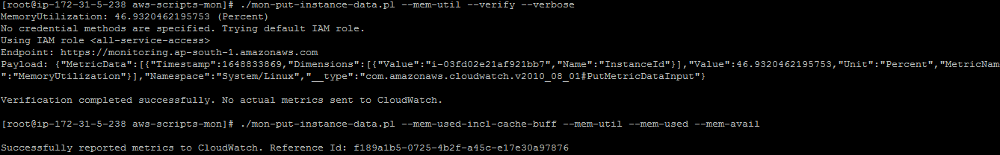 [root@ip-172-31-5-238 aws-scripts-mon]# ./mon-put-instance-data.pl --mem-util --verify --verbose
MemoryUtilization: 46.9320462195753 (Percent)
No credential methods are specified. Trying default IAM role.
Using IAM role <all-service-access>
Endpoint: https://monitoring.ap-south-1.amazonaws.com
Payload: {"MetricData":[{"Timestamp":1648833869,"Dimensions":[{"Value":"i-03fd02e21af921bb7","Name":"InstanceId"}],"Value":46.9320462195753,"Unit":"Percent","MetricNam
":"MemoryUtilization"}],"Namespace":"System/Linux","__type":"com.amazonaws.cloudwatch.v2010_08_01#PutMetricDataInput"}
Verification completed successfully. No actual metrics sent to CloudWatch.
[root@ip-172-31-5-238 aws-scripts-mon]# ./mon-put-instance-data.pl --mem-used-incl-cache-buff --mem-util --mem-used --mem-avail
Successfully reported metrics to CloudWatch. Reference Id: f189a1b5-0725-4b2f-a45c-e17e30a97876